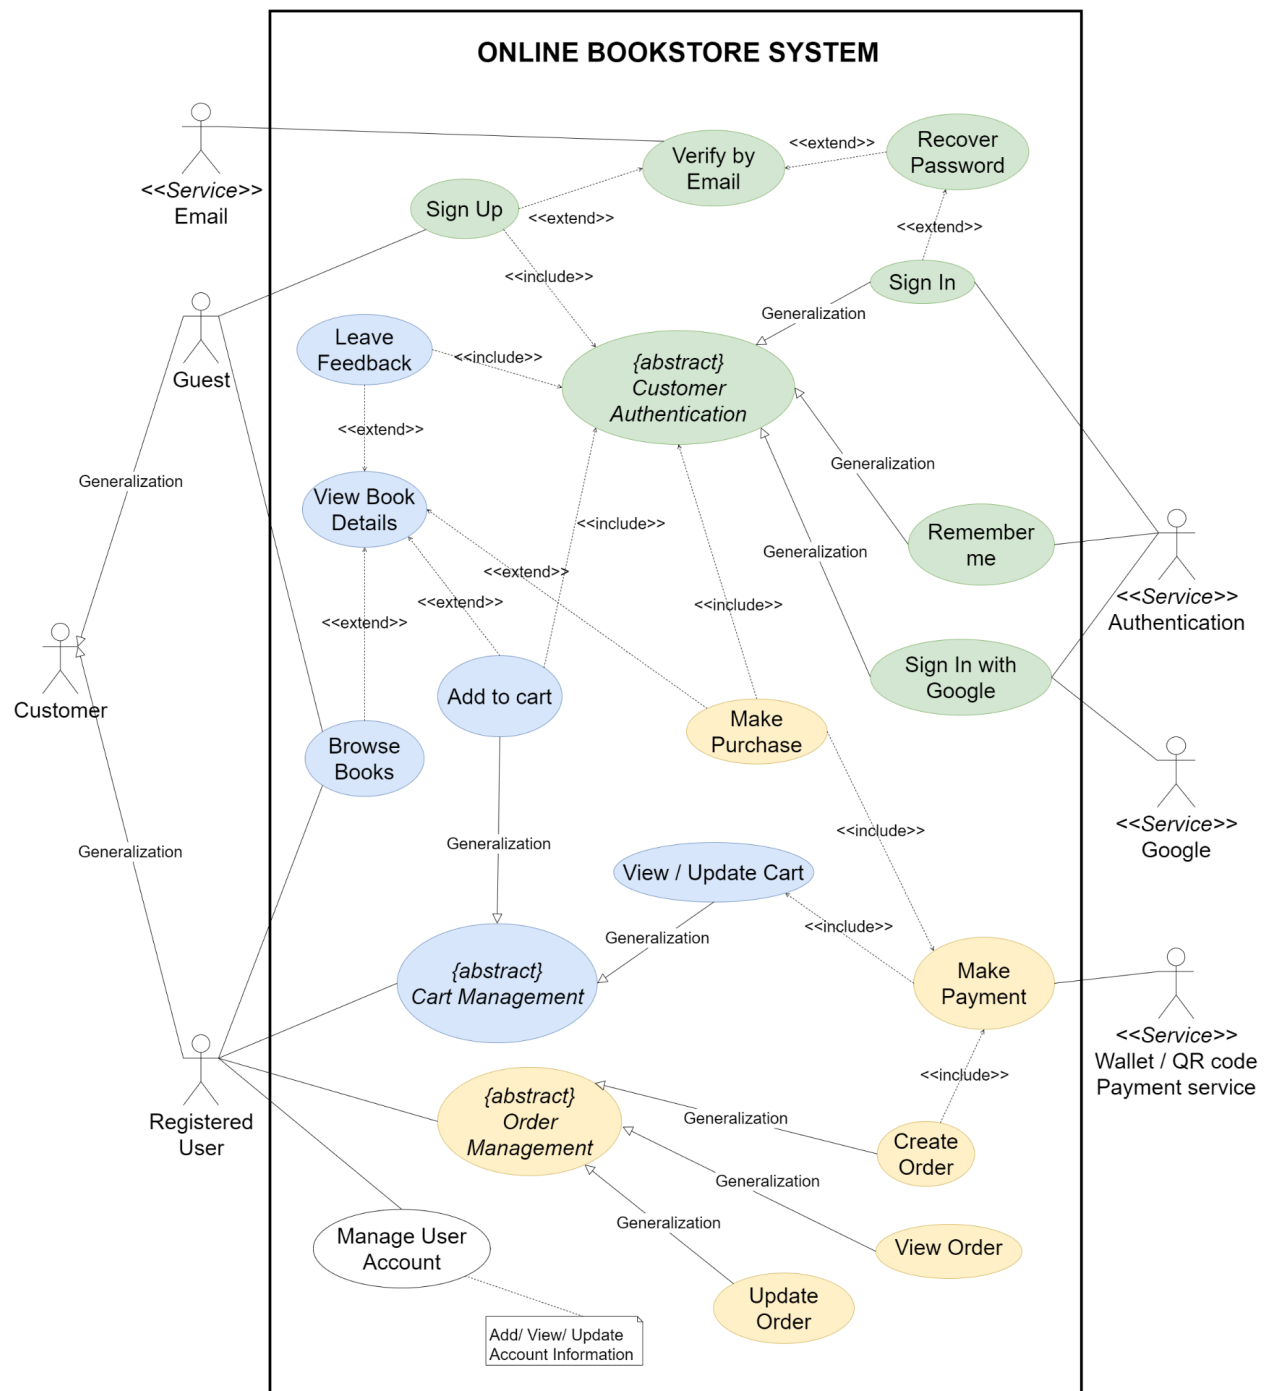 ONLINE BOOKSTORE SYSTEM
<<Service>>
Email
Verify by
Email
<<extend>>
Recover
Password
Sign Up
<<extend>>
<<extend>>
<<include>>
Sign In
Generalization
Guest
Leave
Feedback
<<include>>
{abstract}
Customer
Authentication
<<extend>>
Generalization
Generalization
View Book
Details
<<include>>
Remember
me
Generalization
<<extend>>
<<extend>>
<<include>>
<<extend>>
<<Service>>
Authentication
Customer
Add to cart
Sign In with
Google
Make
Purchase
Browse
Books
<<include>>
<<Service>>
Google
Generalization
Generalization
View / Update Cart
Generalization
<<include>>
{abstract}
Cart Management
Make
Payment
<<Service>>
Wallet / QR code
Payment service
<<include>>
Registered
User
{abstract}
Order
Management
Generalization
Create
Order
Generalization
Generalization
Manage User
Account
View Order
Update
Order
Add/ View/ Update
Account Information